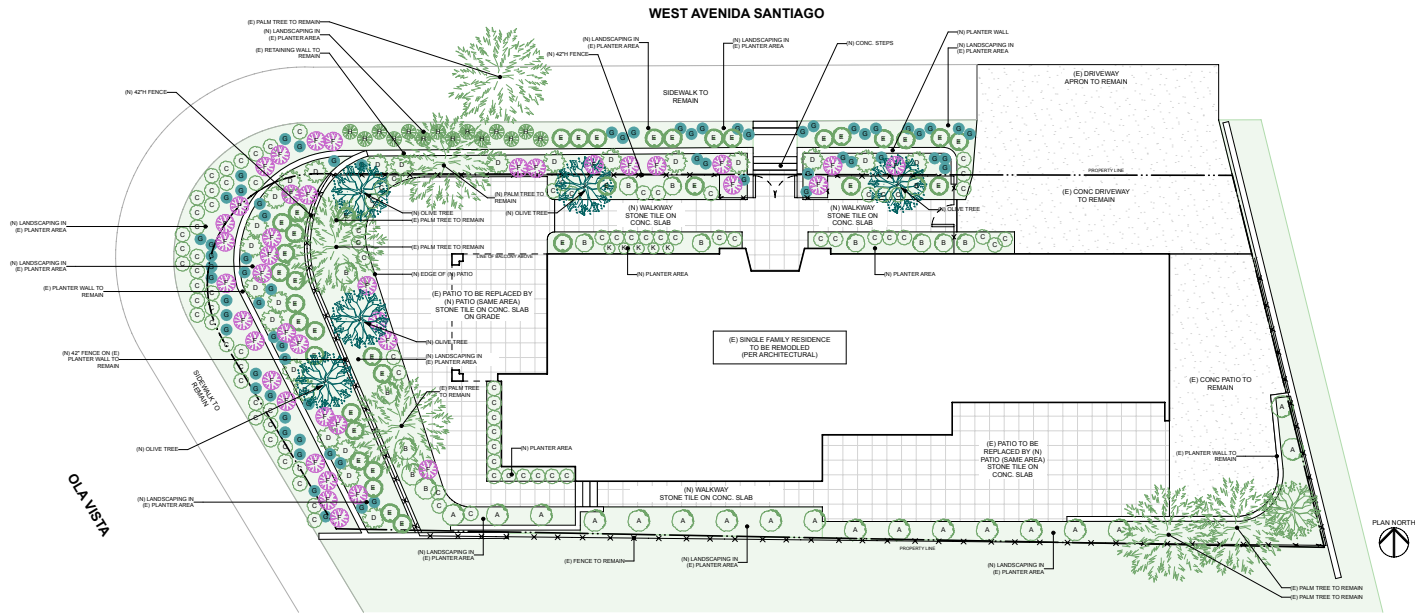 WEST AVENIDA SANTIAGO
(E) PALM TREE TO REMAIN
(N) LANDSCAPING IN
(E) PLANTER AREA
(E) RETAINING WALL TO
REMAIN
(N) 42"H FENCE
(N) LANDSCAPING IN
(E) PLANTER AREA
(N) 42"H FENCE
(N) LANDSCAPING IN
(E) PLANTER AREA
(N) CONC. STEPS
(N) PLANTER WALL
(N) LANDSCAPING IN
(E) PLANTER AREA
SIDEWALK TO
REMAIN
(E) DRIVEWAY
APRON TO REMAIN
PROPERTY LINE
(E) CONC DRIVEWAY
TO REMAIN
(N) PALM TREE TO
REMAIN
(N) OLIVE TREE
(N) OLIVE TREE
(E) PALM TREE TO REMAIN
(N) WALKWAY
STONE TILE ON
CONC. SLAB
(N) WALKWAY
STONE TILE ON
CONC. SLAB
(N) OLIVE TREE
(N) LANDSCAPING IN
(E) PLANTER AREA
(E) PALM TREE TO REMAIN
LINE OF BALCONY ABOVE
(N) LANDSCAPING IN
(E) PLANTER AREA
(N) EDGE OF (N) PATIO
(N) PLANTER AREA
(N) PLANTER AREA
(E) PLANTER WALL TO
REMAIN
(E) PATIO TO BE REPLACED BY
(N) PATIO (SAME AREA)
STONE TILE ON CONC. SLAB
ON GRADE
(N) OLIVE TREE
(E) SINGLE FAMILY RESIDENCE
TO BE REMODLED
(PER ARCHITECTURAL)
(N) 42" FENCE ON (E)
PLANTER WALL TO
REMAIN
(N) LANDSCAPING IN
(E) PLANTER AREA
SIDEWALK TO
REMAIN
(E) PALM TREE
TO REMAIN
(E) CONC PATIO TO
REMAIN
(N) OLIVE TREE
(N) PLANTER AREA
(E) PATIO TO BE
REPLACED BY (N)
PATIO (SAME AREA)
STONE TILE ON
CONC. SLAB
(E) PLANTER WALL TO
REMAIN
OLA VISTA
(N) LANDSCAPING IN
(E) PLANTER AREA
(N) WALKWAY
STONE TILE ON CONC. SLAB
PLAN NORTH
(N) LANDSCAPING IN
(E) PLANTER AREA
(E) FENCE TO REMAIN
(N) LANDSCAPING IN
(E) PLANTER AREA
PROPERTY LINE
(N) LANDSCAPING IN
(E) PLANTER AREA
(E) PALM TREE TO REMAIN
(E) PALM TREE TO REMAIN